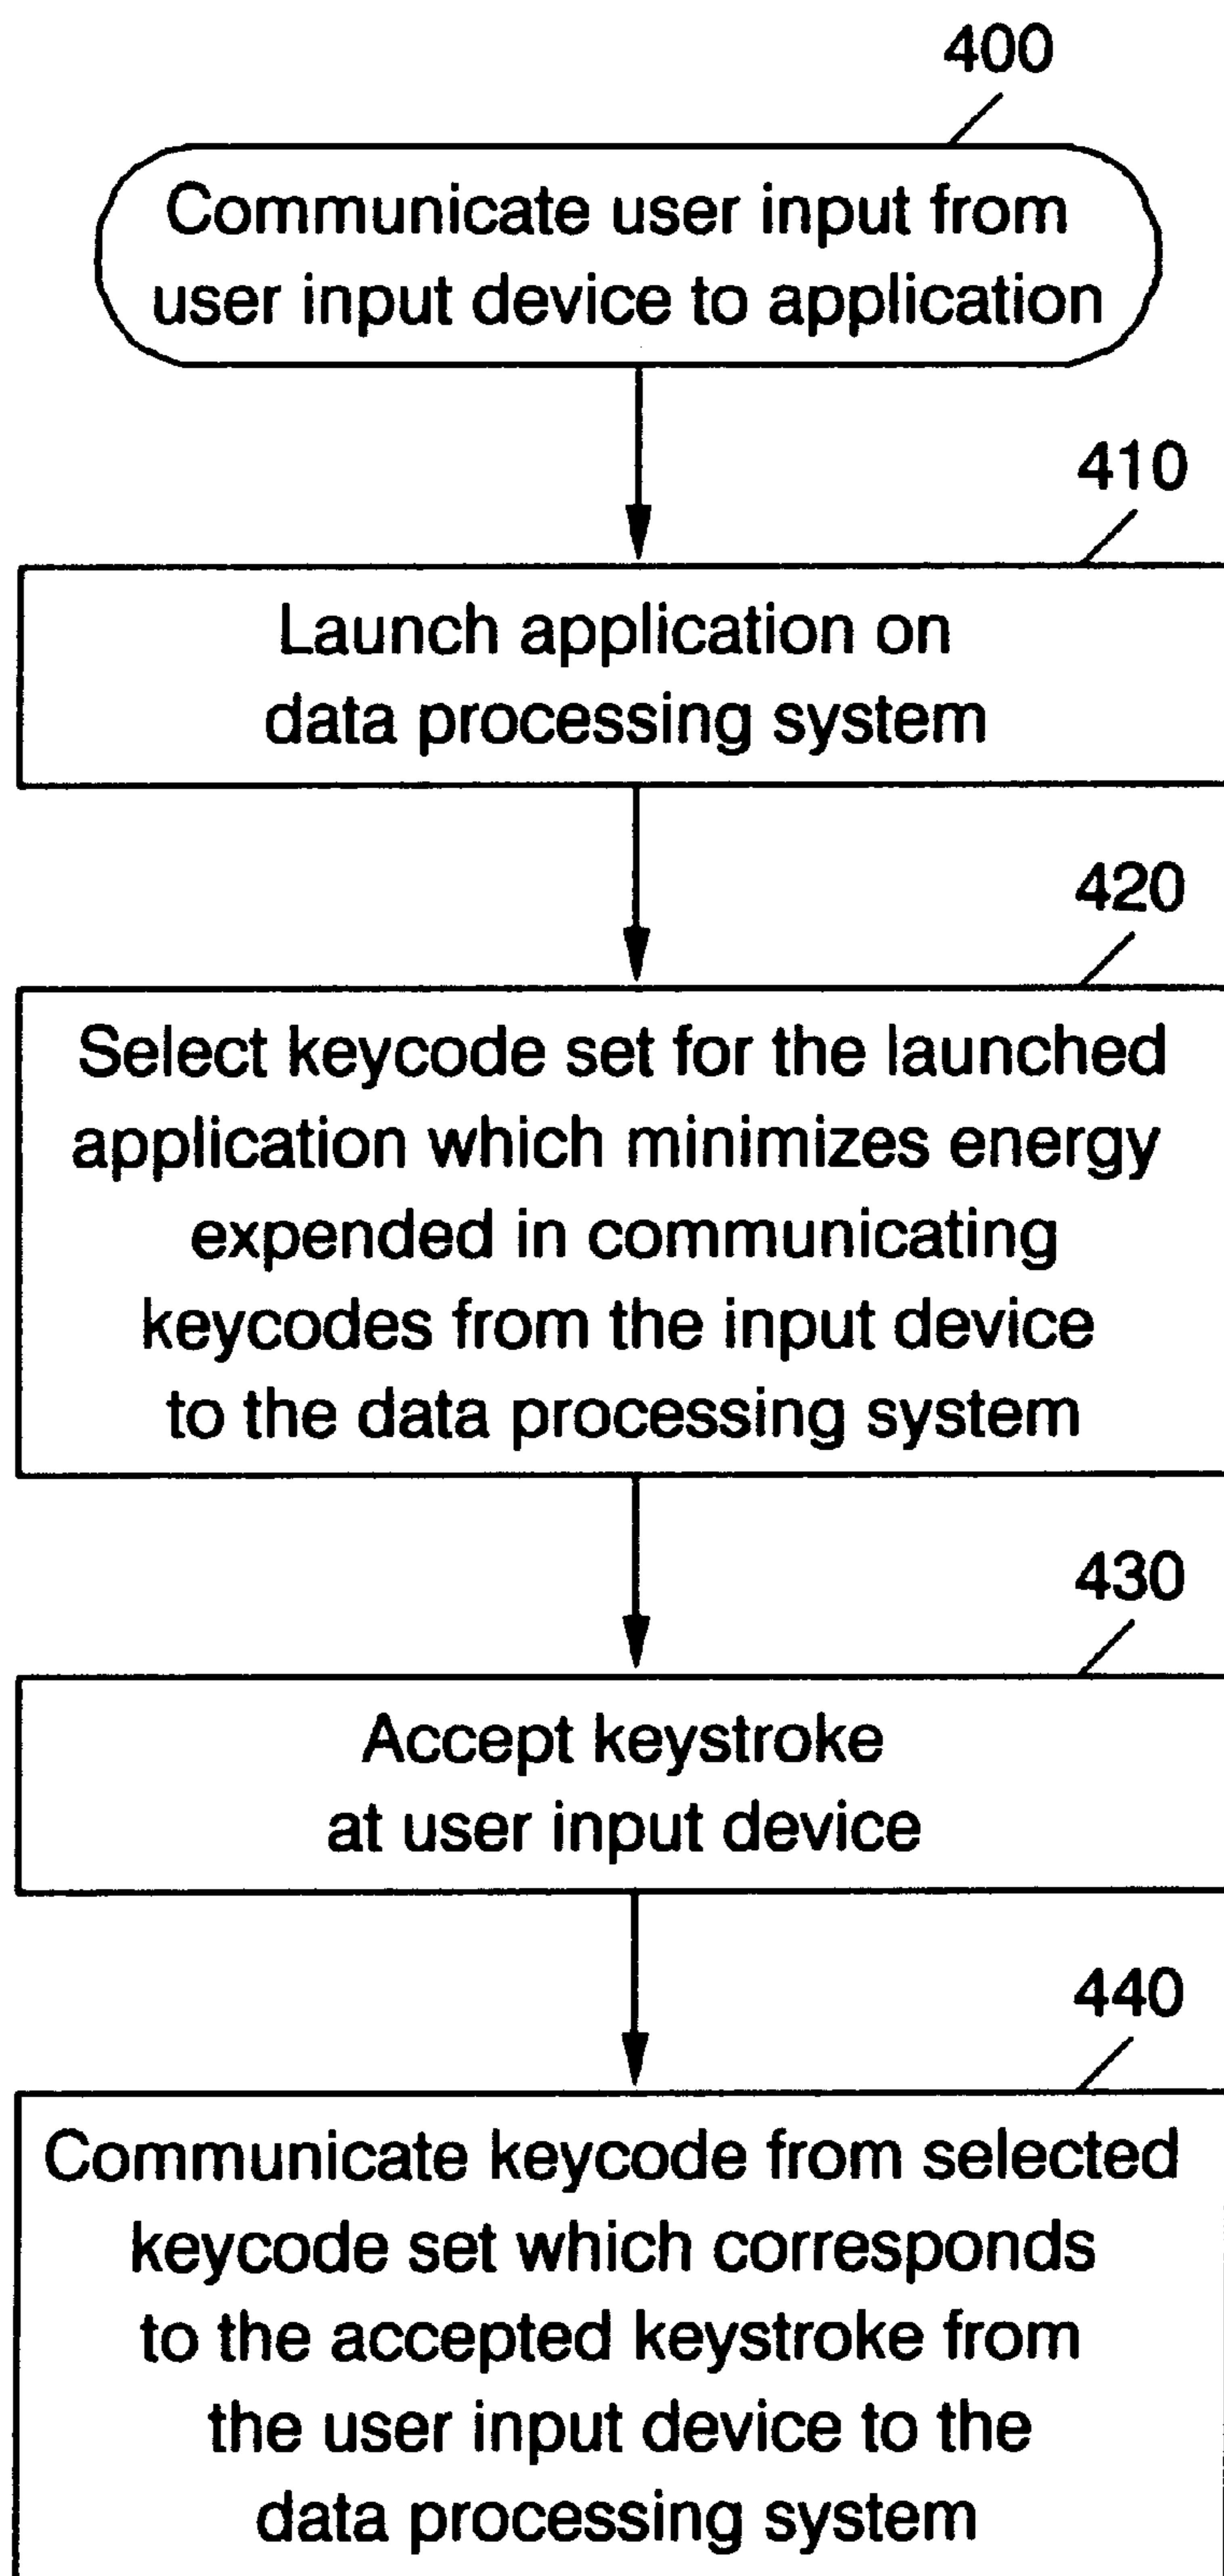 400
Communicate user input from
user input device to application
410
Launch application on
data processing system
420
Select keycode set for the launched
application which minimizes energy
expended in communicating
keycodes from the input device
to the data processing system
430
Accept keystroke
at user input device
440
Communicate keycode from selected
keycode set which corresponds
to the accepted keystroke from
the user input device to the
data processing system